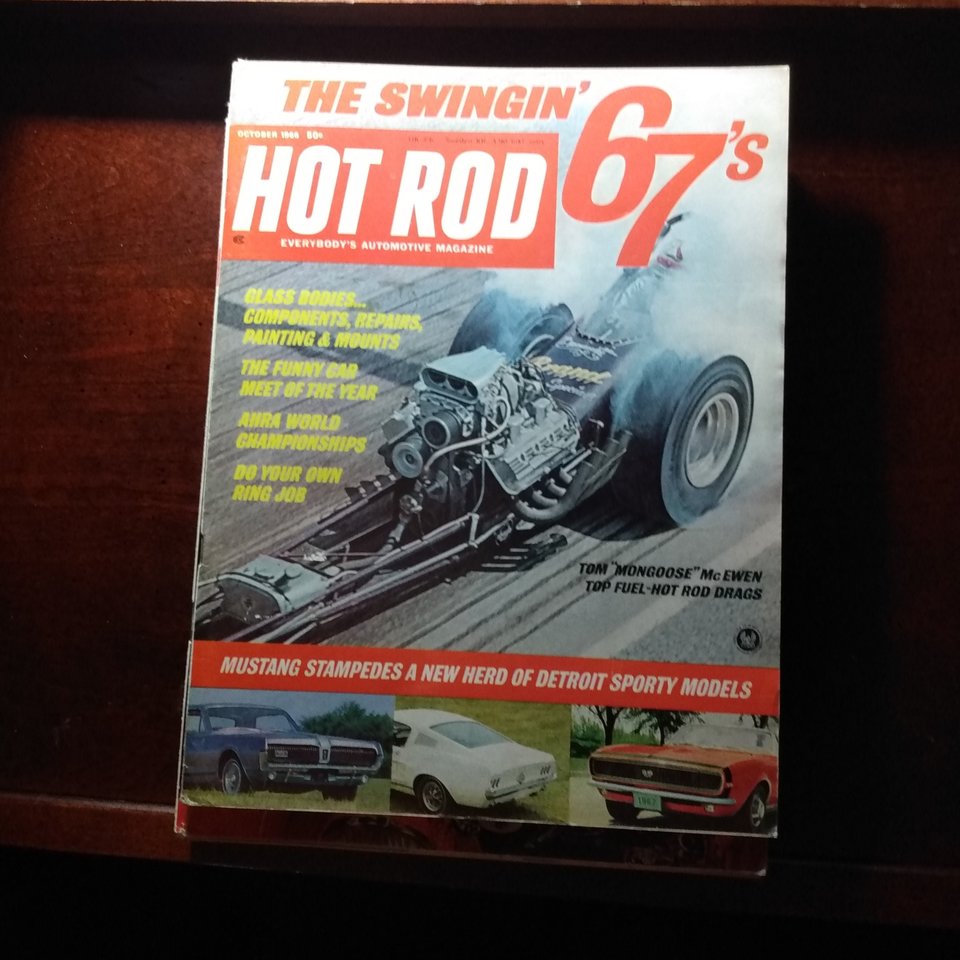 THE SWINGIN' 67's
OCTOBER 1966 50¢
HOT ROD
EVERYBODY'S AUTOMOTIVE MAGAZINE
GLASS BODIES...
COMPONENTS, REPAIRS,
PAINTING & MOUNTS
THE FUNNY CAR
MEET OF THE YEAR
AHRA WORLD
CHAMPIONSHIPS
DO YOUR OWN
RING JOB
TOM "MONGOOSE" McEWEN
TOP FUEL-HOT ROD DRAGS
MUSTANG STAMPEDES A NEW HERD OF DETROIT SPORTY MODELS
1967